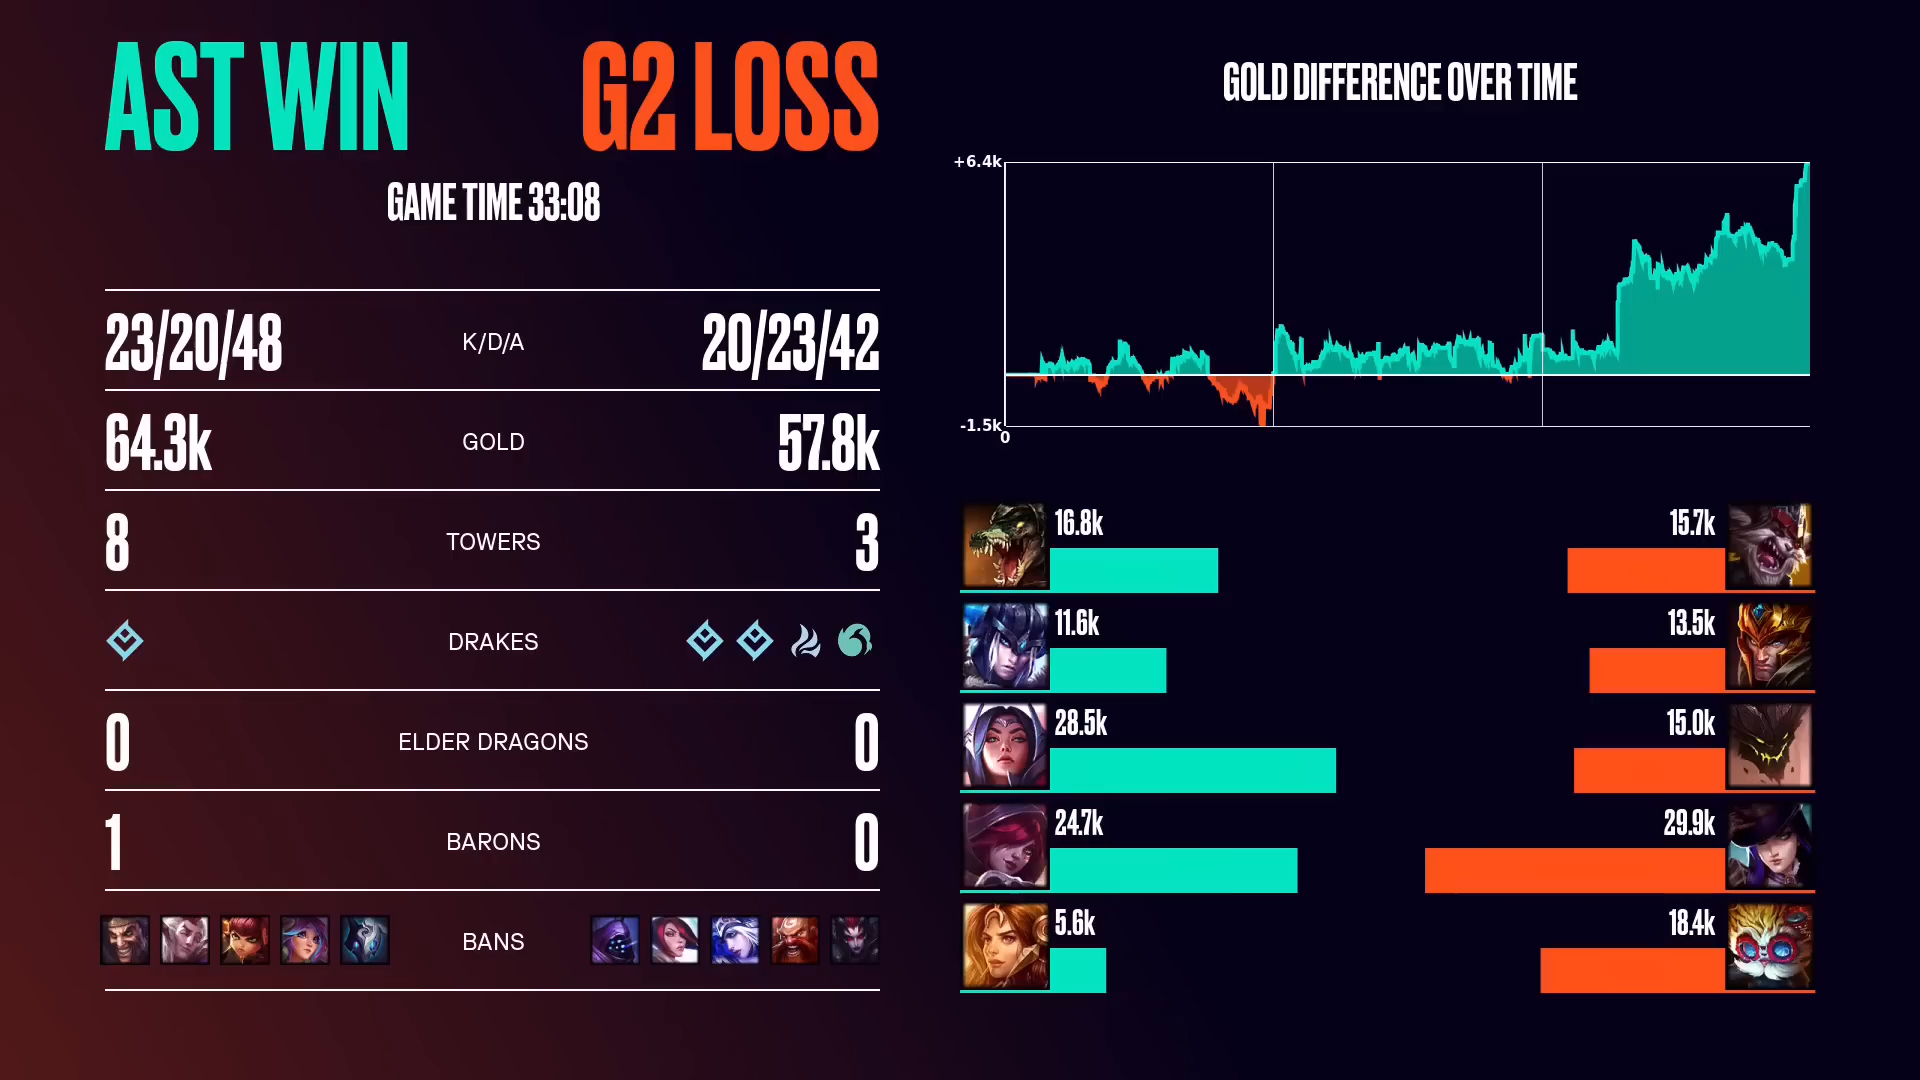 AST WIN
G2 LOSS
GAME TIME 33:08
23/20/48 K/D/A 20/23/42
64.3k GOLD 57.8k
8 TOWERS 3
DRAKES
0 ELDER DRAGONS 0
1 BARONS 0
BANS
GOLD DIFFERENCE OVER TIME
+6.4k
-1.5k
0
16.8k 15.7k
11.6k 13.5k
28.5k 15.0k
24.7k 29.9k
5.6k 18.4k